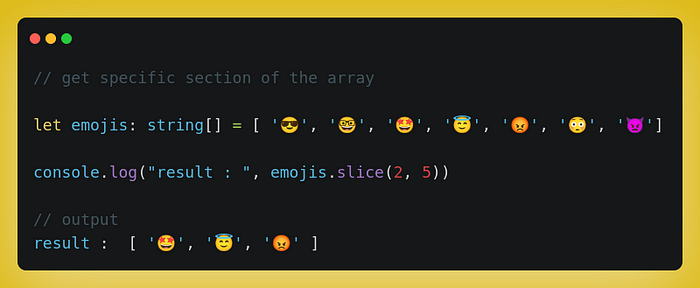 // get specific section of the array
let emojis: string[] = [ '😎', '🤓', '🤩', '😇', '😡', '😳', '👿']
console.log("result : ", emojis.slice(2, 5))
// output
result :  [ '🤩', '😇', '😡' ]